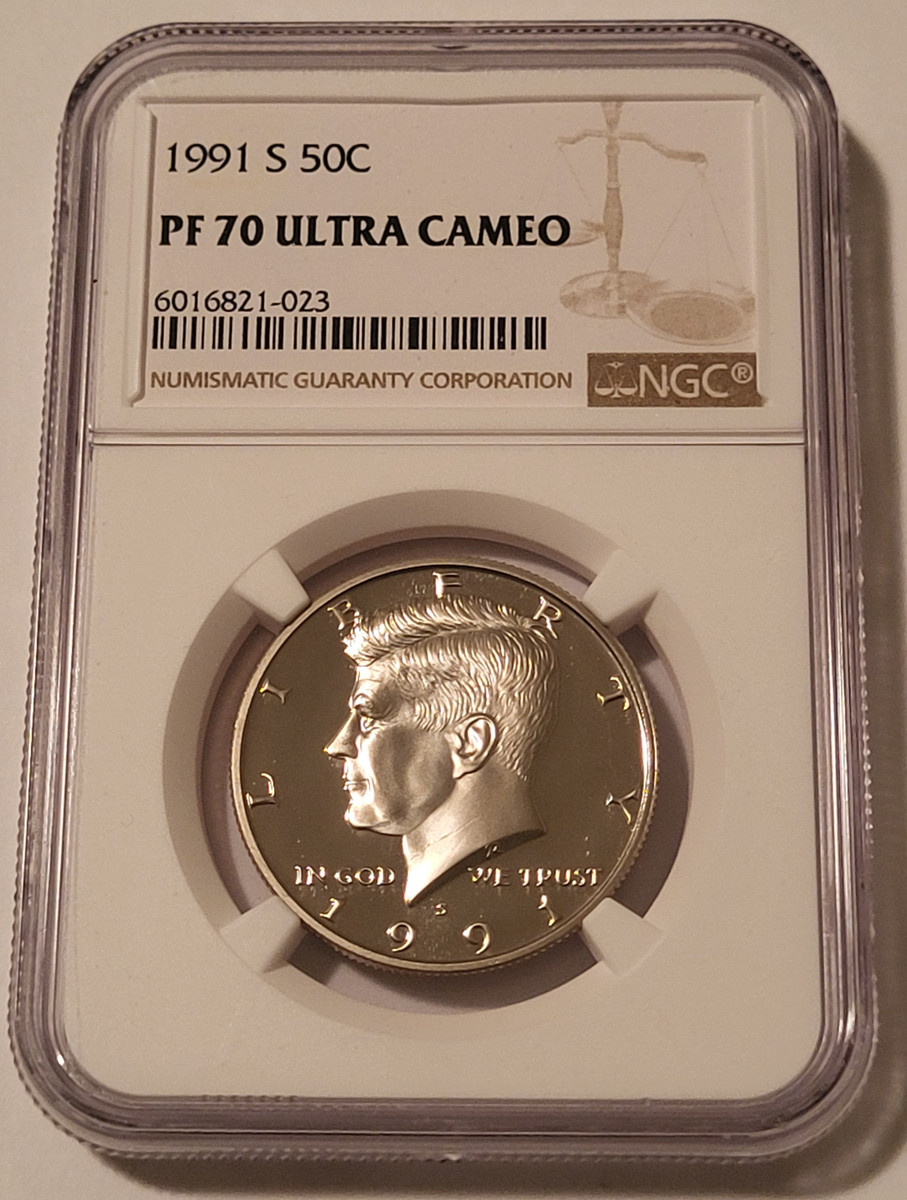 1991 S 50C
PF 70 ULTRA CAMEO
6016821-023
NUMISMATIC GUARANTY CORPORATION
NGC®
LIBERTY
IN GOD WE TRUST
S
1991